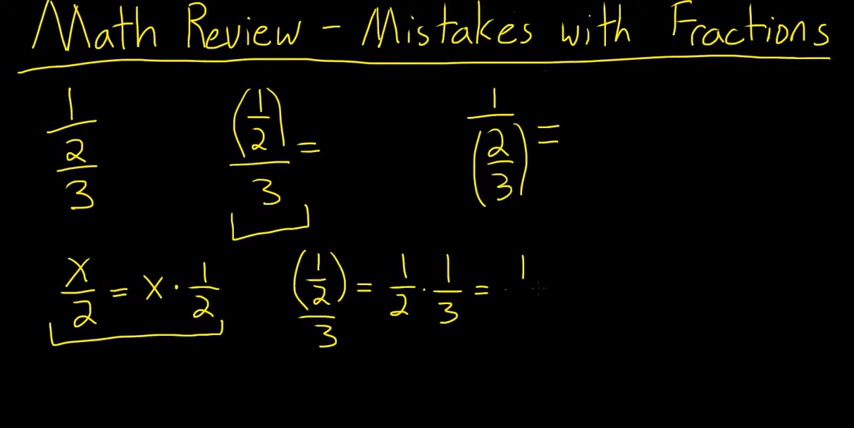 Math Review - Mistakes with Fractions
1/2/3 (1/2)/3 = 1/(2/3) =
x/2 = x · 1/2 (1/2)/3 = 1/2 · 1/3 = 1